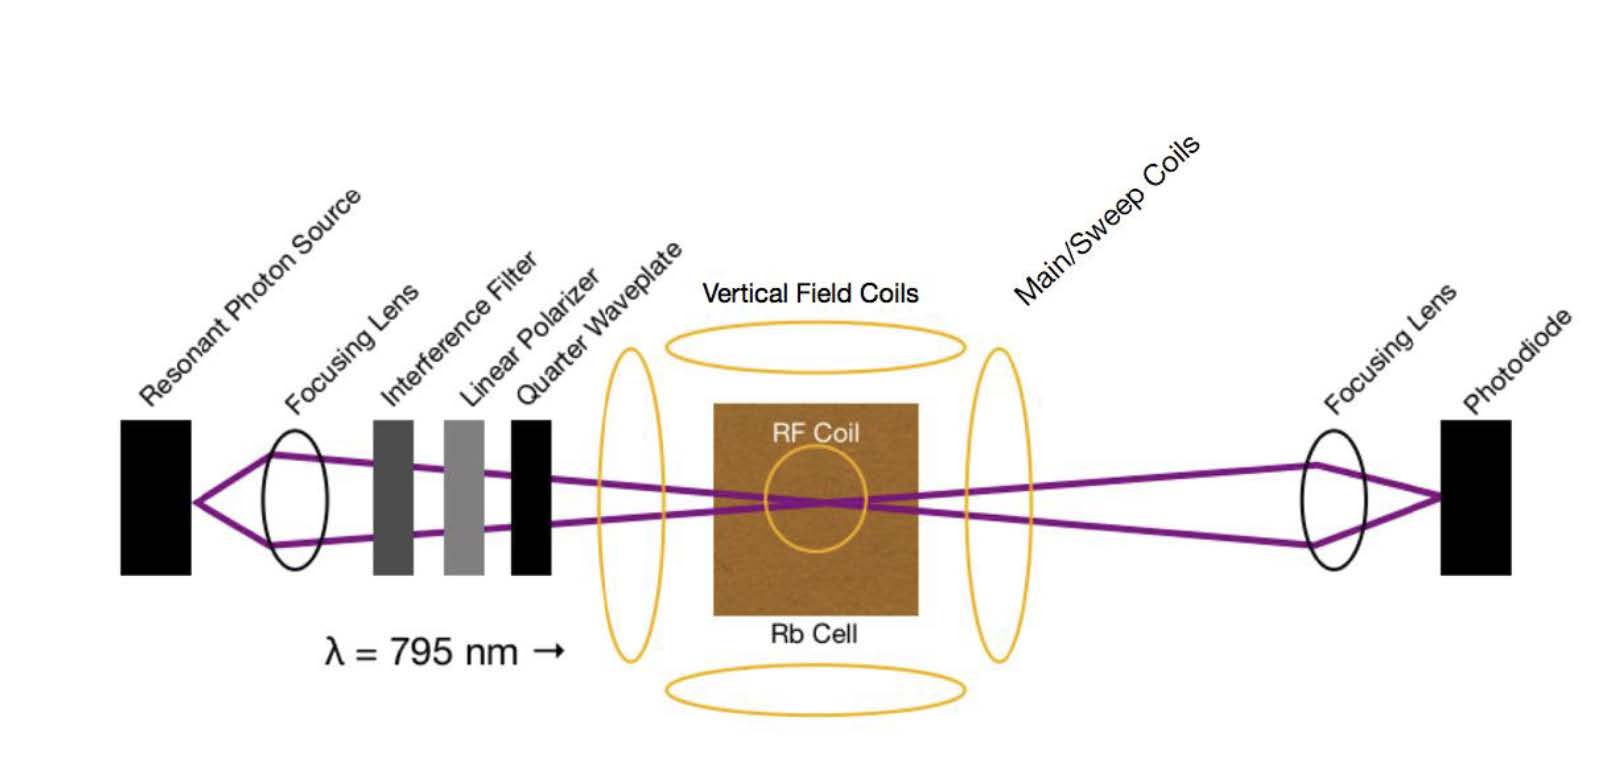 Resonant Photon Source
Focusing Lens
Interference Filter
Linear Polarizer
Quarter Waveplate
Vertical Field Coils
Main/Sweep Coils
Focusing Lens
Photodiode
RF Coil
Rb Cell
λ = 795 nm →